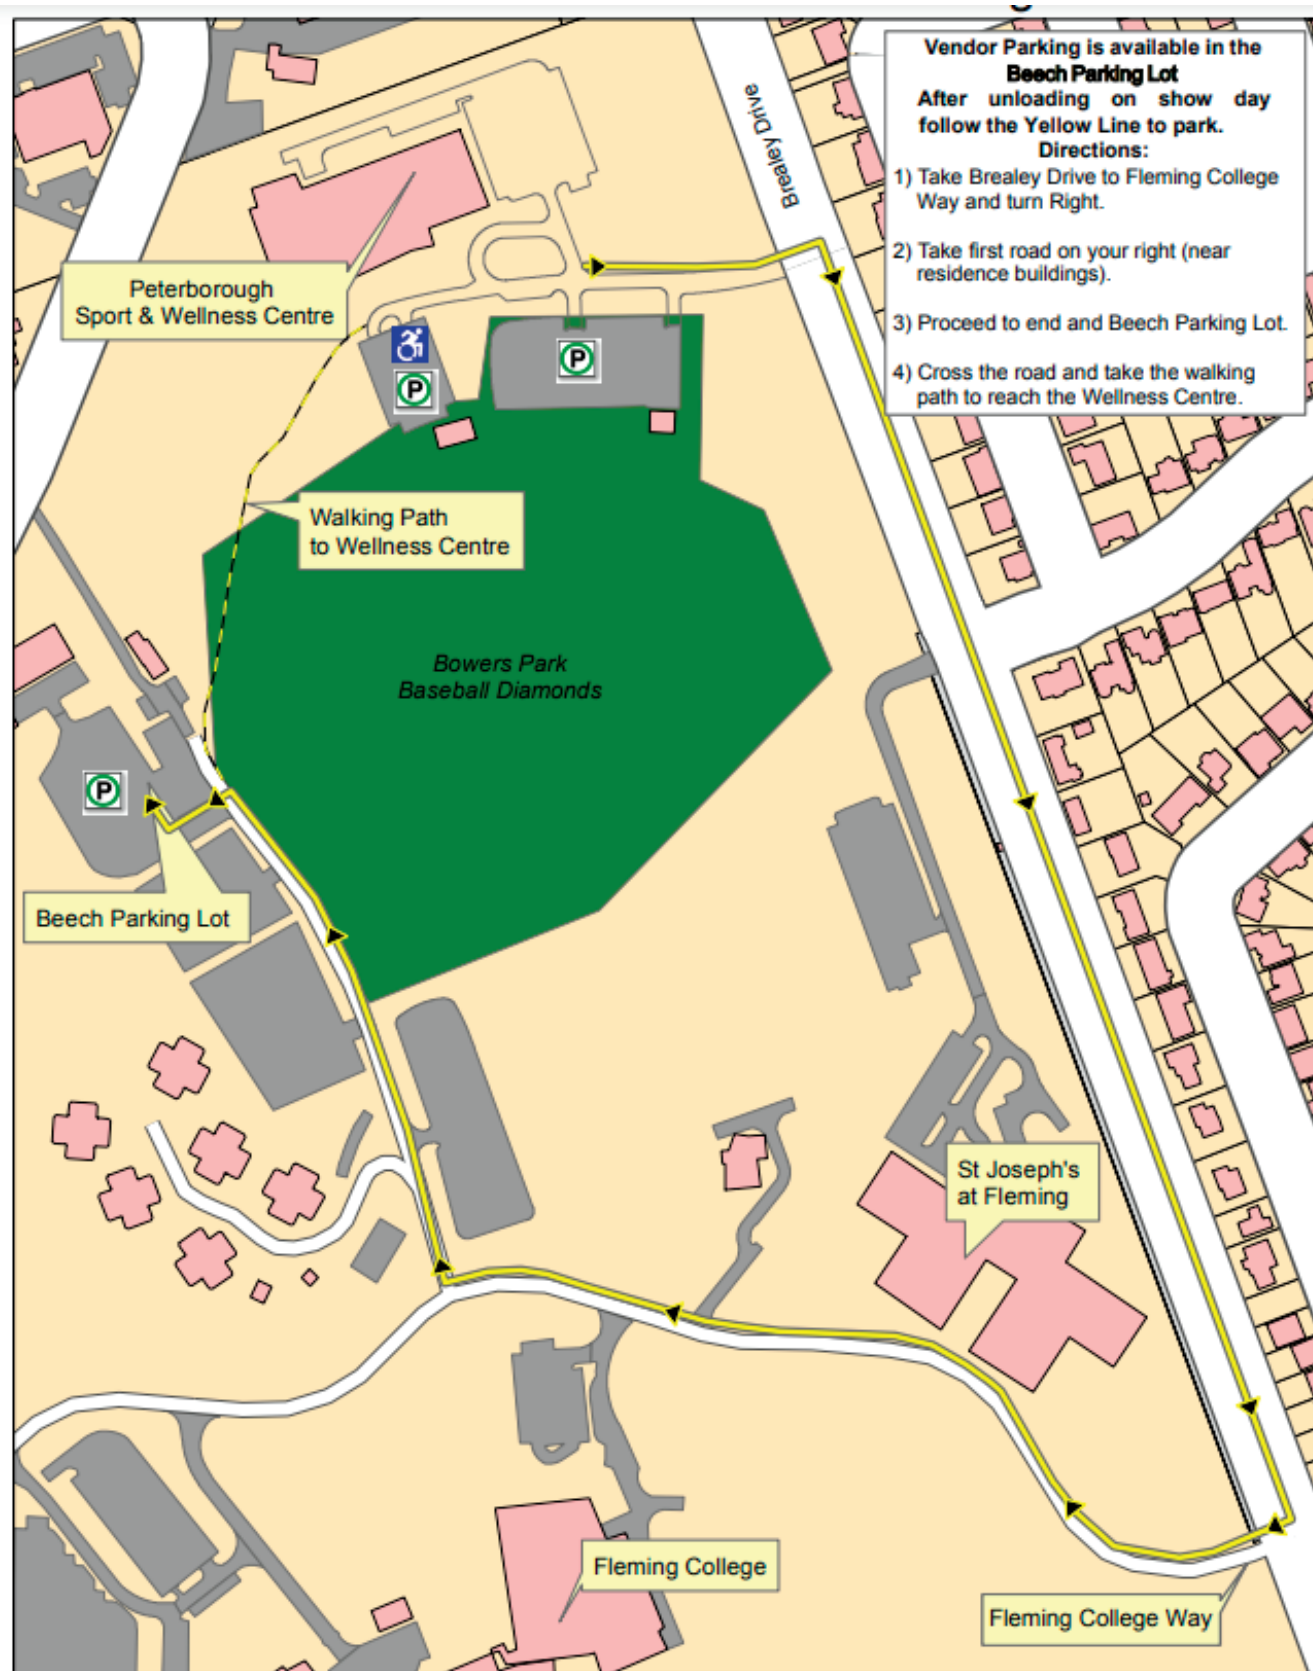 Vendor Parking is available in the
Beech Parking Lot
After unloading on show day
follow the Yellow Line to park.
Directions:
1) Take Brealey Drive to Fleming College
Way and turn Right.
2) Take first road on your right (near
residence buildings).
3) Proceed to end and Beech Parking Lot.
4) Cross the road and take the walking
path to reach the Wellness Centre.
Brealey Drive
Peterborough
Sport & Wellness Centre
P
P
Walking Path
to Wellness Centre
Bowers Park
Baseball Diamonds
P
Beech Parking Lot
St Joseph's
at Fleming
Fleming College
Fleming College Way